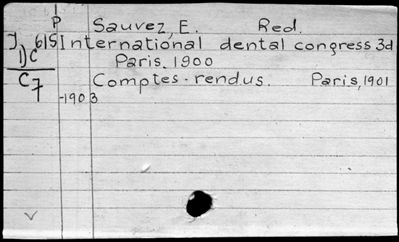 P Sauvez, E. Red.
J 615 International dental congress 3d
DC Paris, 1900
C7 Comptes-rendus. Paris, 1901
-1903